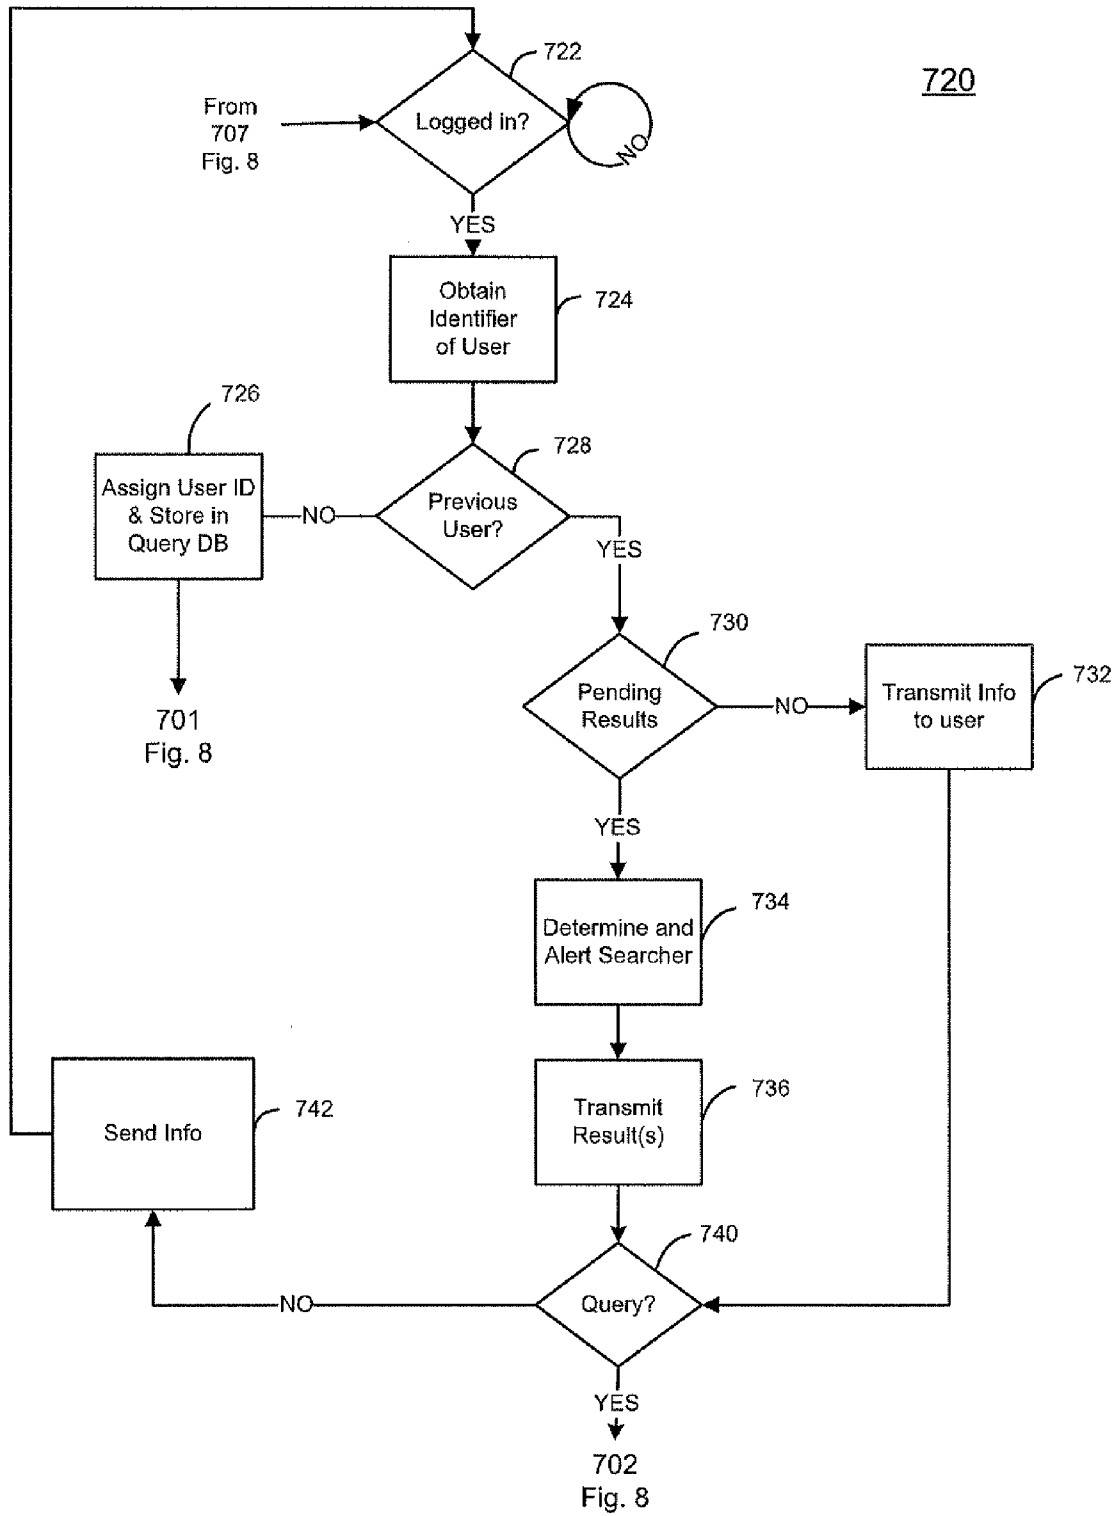 722
720
From
707
Fig. 8
Logged in?
NO
YES
Obtain
Identifier
of User
724
726
728
Assign User ID
& Store in
Query DB
NO
Previous
User?
YES
730
732
701
Fig. 8
Pending
Results
NO
Transmit Info
to user
YES
734
Determine and
Alert Searcher
736
742
Send Info
Transmit
Result(s)
740
NO
Query?
YES
702
Fig. 8